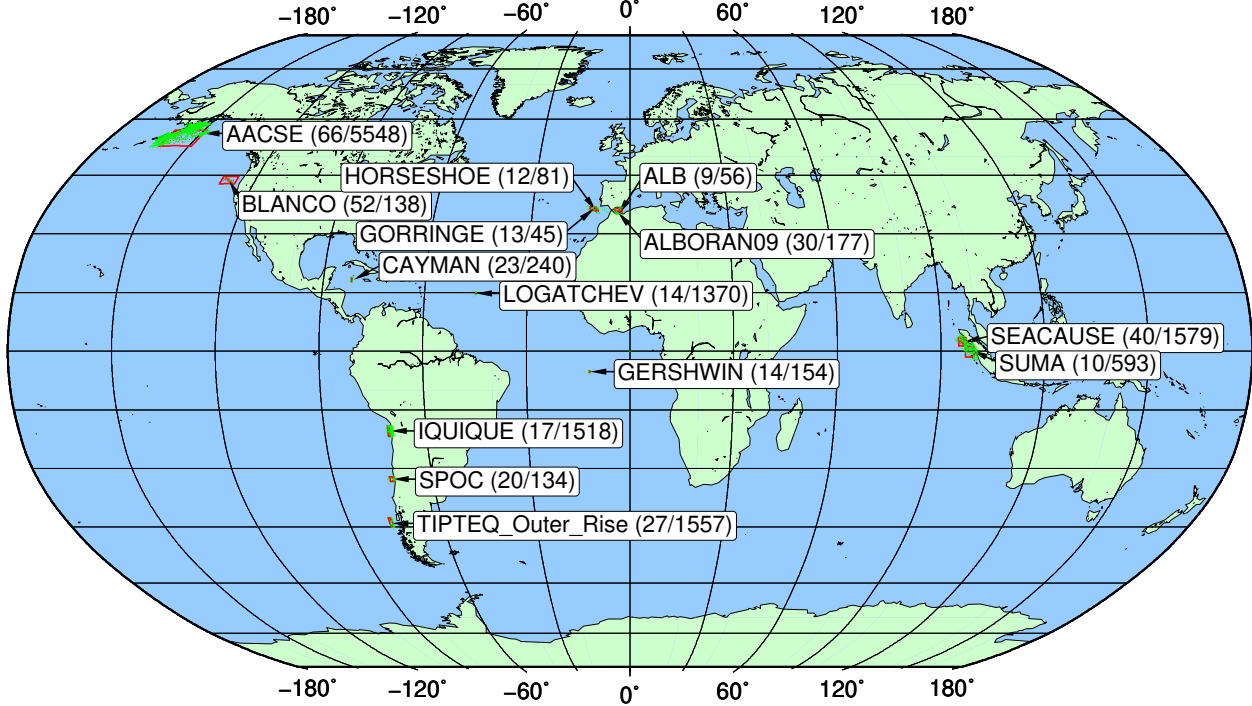 −180° −120° −60° 0° 60° 120° 180°
AACSE (66/5548)
HORSESHOE (12/81) ALB (9/56)
BLANCO (52/138)
GORRINGE (13/45) ALBORAN09 (30/177)
CAYMAN (23/240)
LOGATCHEV (14/1370)
SEACAUSE (40/1579)
SUMA (10/593)
GERSHWIN (14/154)
IQUIQUE (17/1518)
SPOC (20/134)
TIPTEQ_Outer_Rise (27/1557)
−180° −120° −60° 0° 60° 120° 180°